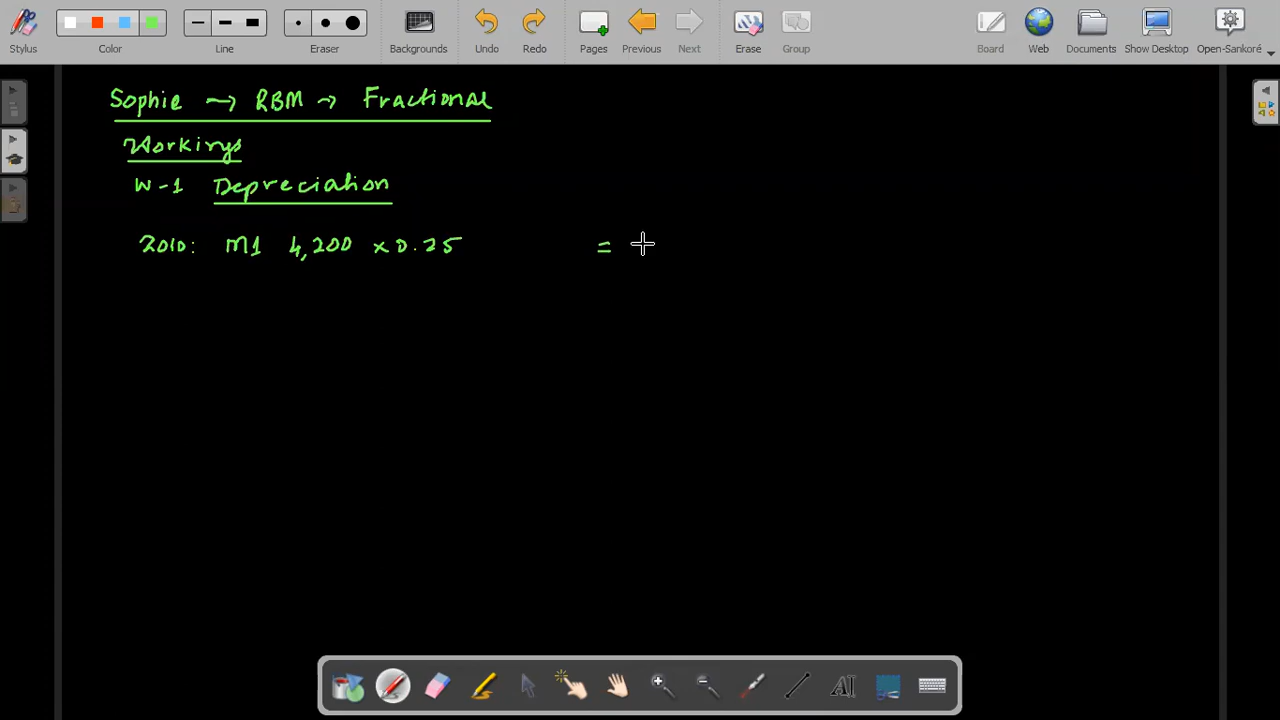 Stylus Color Line Eraser Backgrounds Undo Redo Pages Previous Next Erase Group Board Web Documents Show Desktop Open-Sankoré
Sophie → RBM → Fractional
Workings
W-1 Depreciation
2010: M1 4,200 x 0.25 =
AI